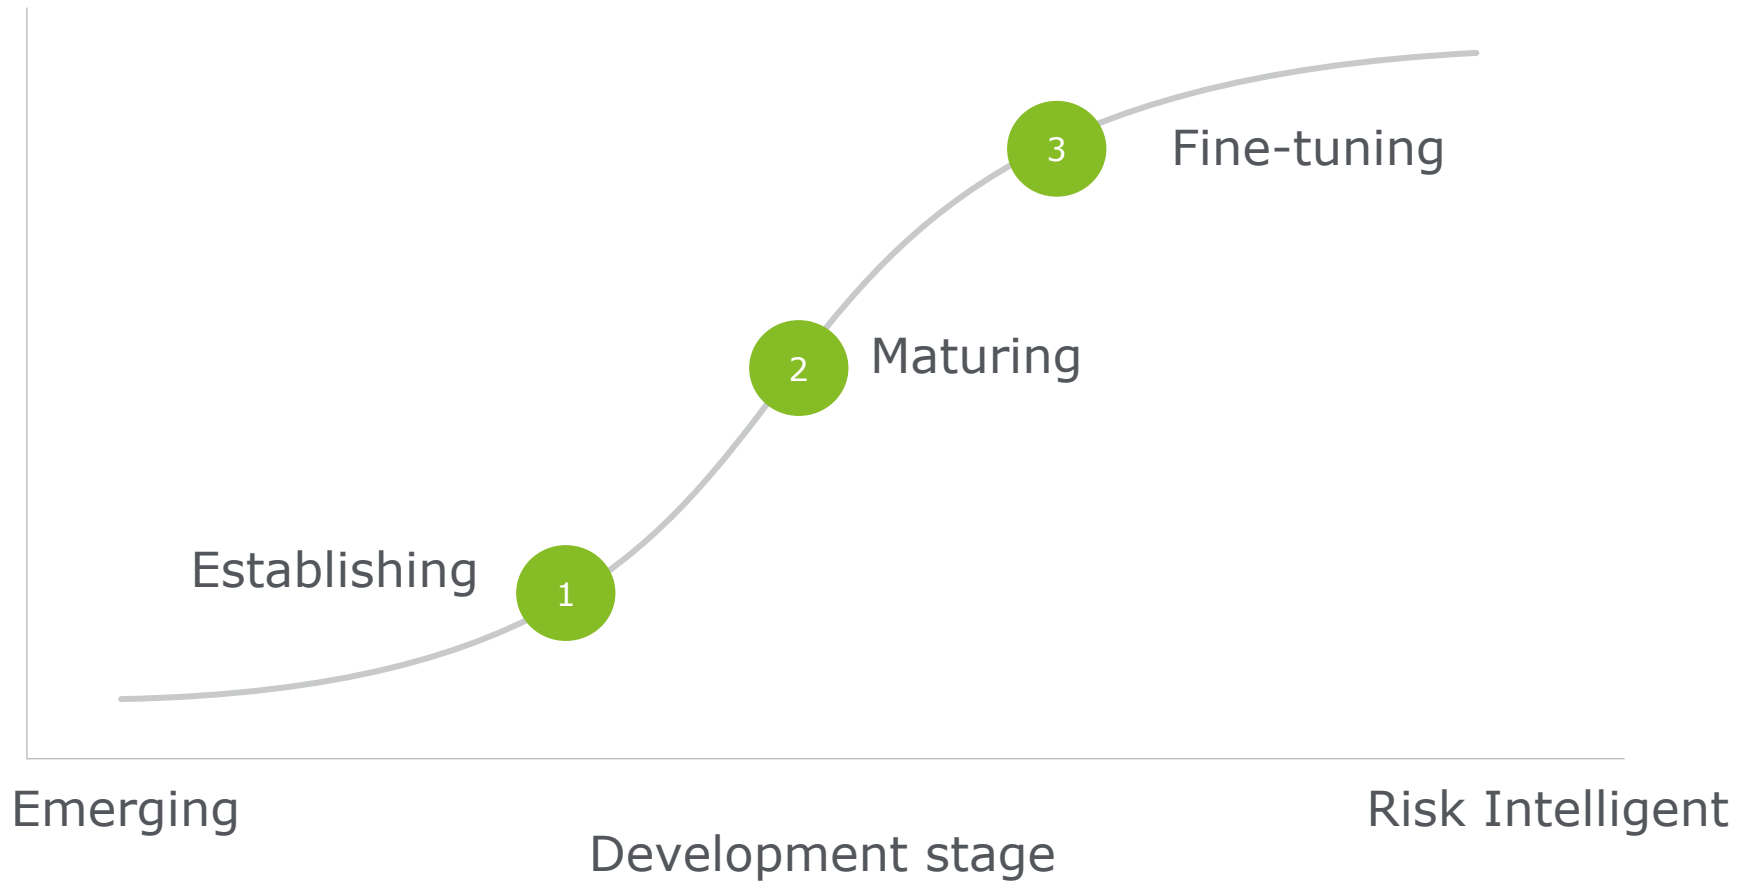 3
Fine-tuning
2
Maturing
Establishing
1
Emerging
Risk Intelligent
Development stage